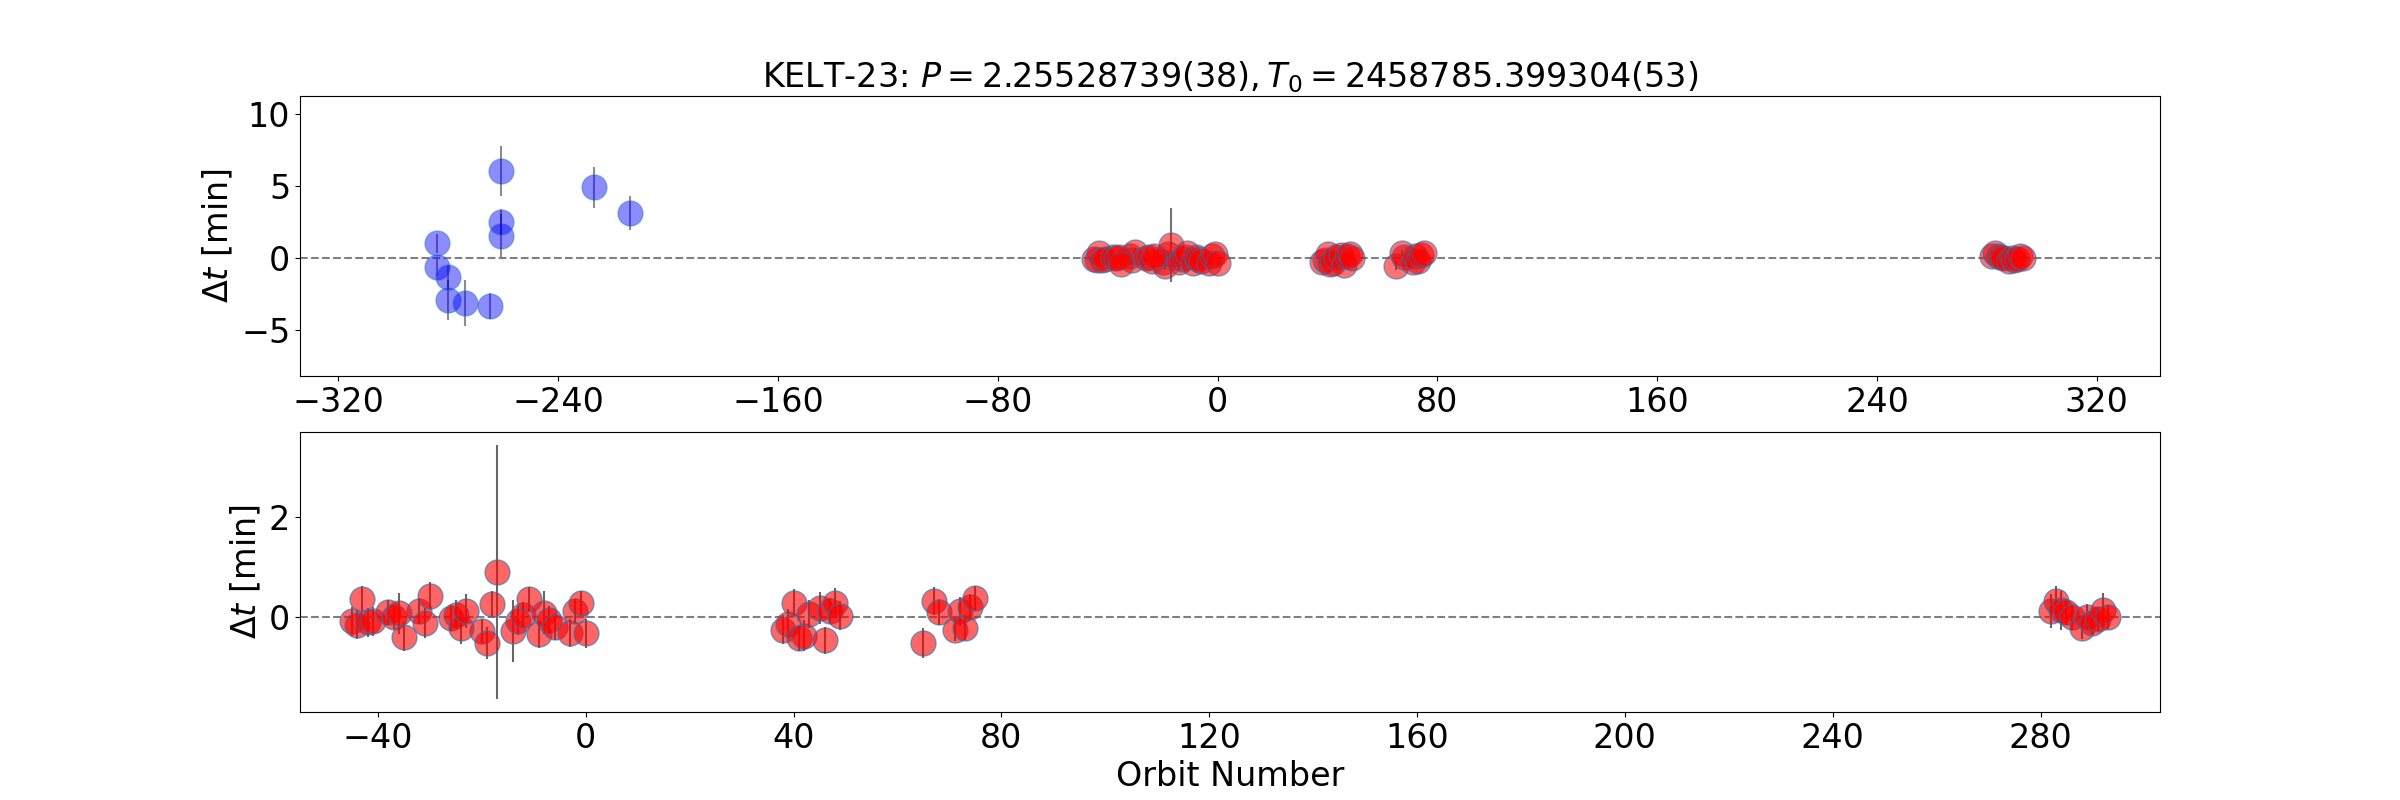 KELT-23: P = 2.25528739(38), T₀ = 2458785.399304(53)
Δt [min]
10
5
0
−5
−320 −240 −160 −80 0 80 160 240 320
Δt [min]
2
0
−40 0 40 80 120 160 200 240 280
Orbit Number